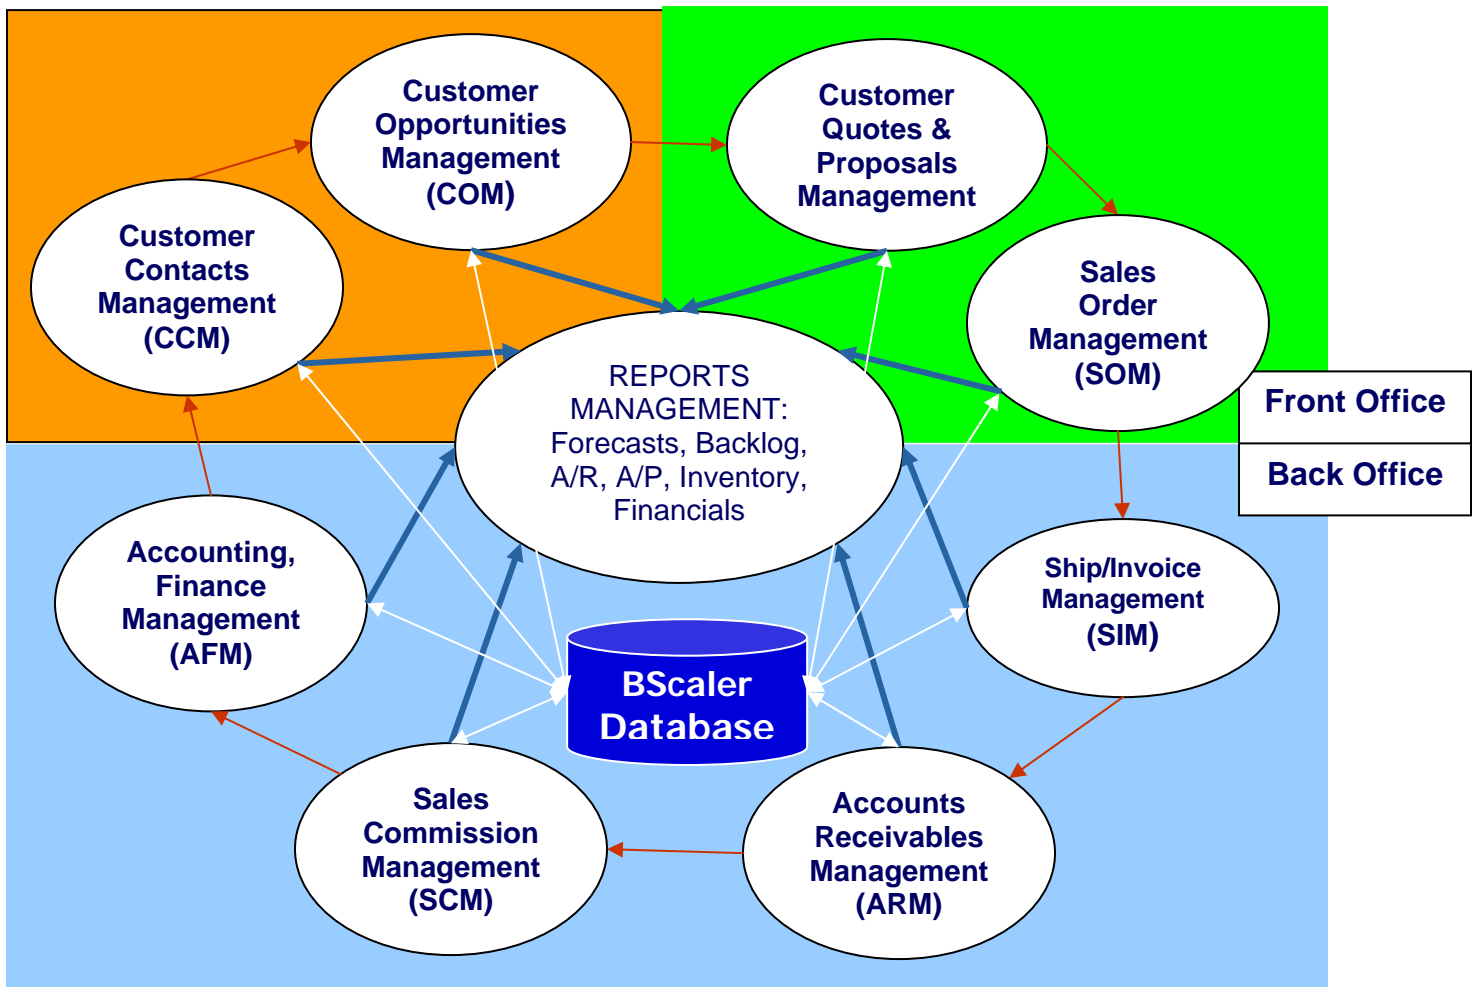 Customer
Opportunities
Management
(COM)
Customer
Quotes &
Proposals
Management
Customer
Contacts
Management
(CCM)
Sales
Order
Management
(SOM)
REPORTS
MANAGEMENT:
Forecasts, Backlog,
A/R, A/P, Inventory,
Financials
Front Office
Back Office
Accounting,
Finance
Management
(AFM)
Ship/Invoice
Management
(SIM)
BScaler
Database
Sales
Commission
Management
(SCM)
Accounts
Receivables
Management
(ARM)